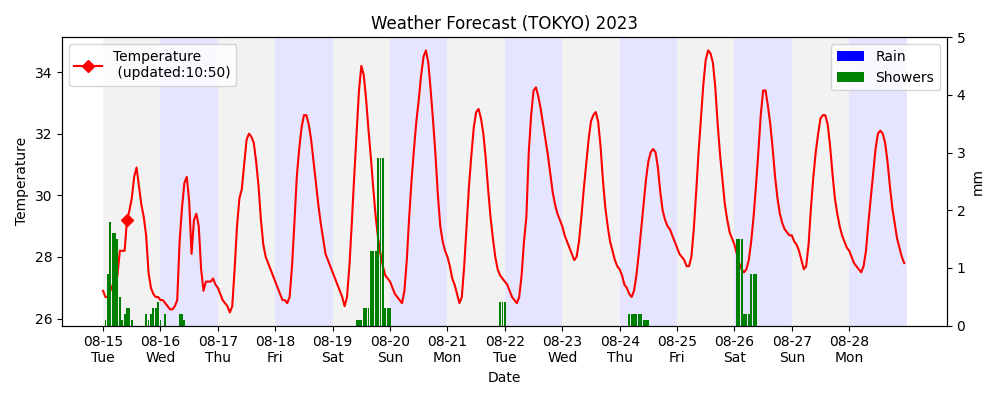 Weather Forecast (TOKYO) 2023
Temperature
(updated:10:50)
Rain
Showers
34
32
30
28
26
Temperature
5
4
3
2
1
0
mm
08-15 08-16 08-17 08-18 08-19 08-20 08-21 08-22 08-23 08-24 08-25 08-26 08-27 08-28
Tue Wed Thu Fri Sat Sun Mon Tue Wed Thu Fri Sat Sun Mon
Date